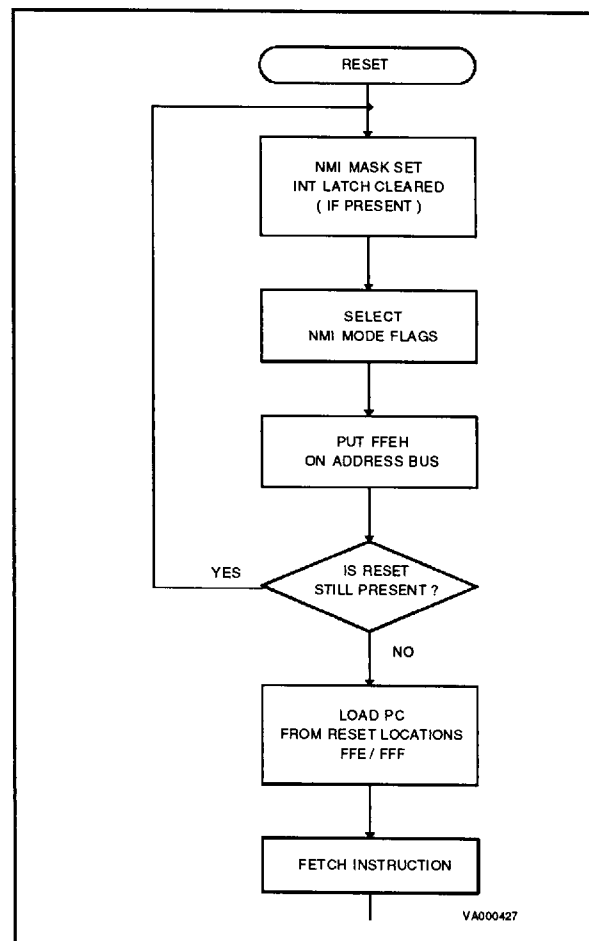 RESET
NMI MASK SET
INT LATCH CLEARED
( IF PRESENT )
SELECT
NMI MODE FLAGS
PUT FFEH
ON ADDRESS BUS
YES
IS RESET
STILL PRESENT ?
NO
LOAD PC
FROM RESET LOCATIONS
FFE / FFF
FETCH INSTRUCTION
VA000427